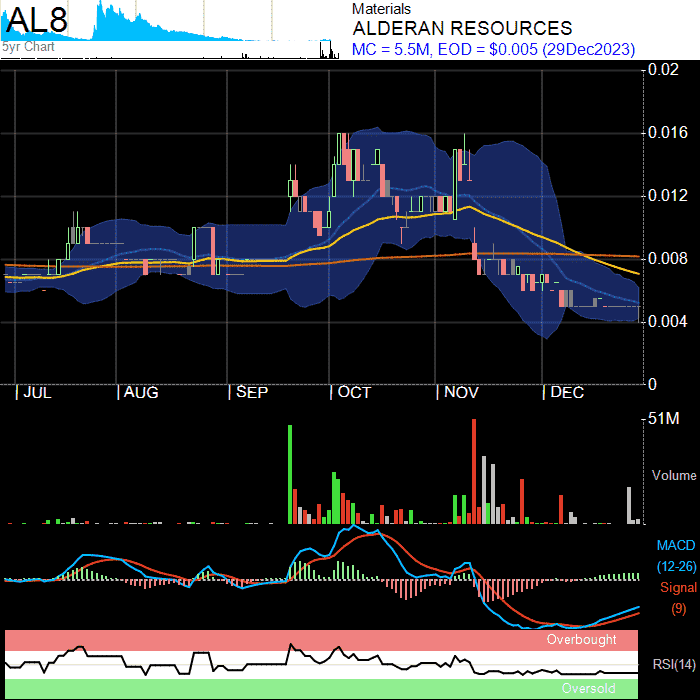 AL8
5yr Chart
Materials
ALDERAN RESOURCES
MC = 5.5M, EOD = $0.005 (29Dec2023)
0.02
0.016
0.012
0.008
0.004
0
JUL
AUG
SEP
OCT
NOV
DEC
51M
Volume
MACD
(12-26)
Signal
(9)
Overbought
RSI(14)
Oversold